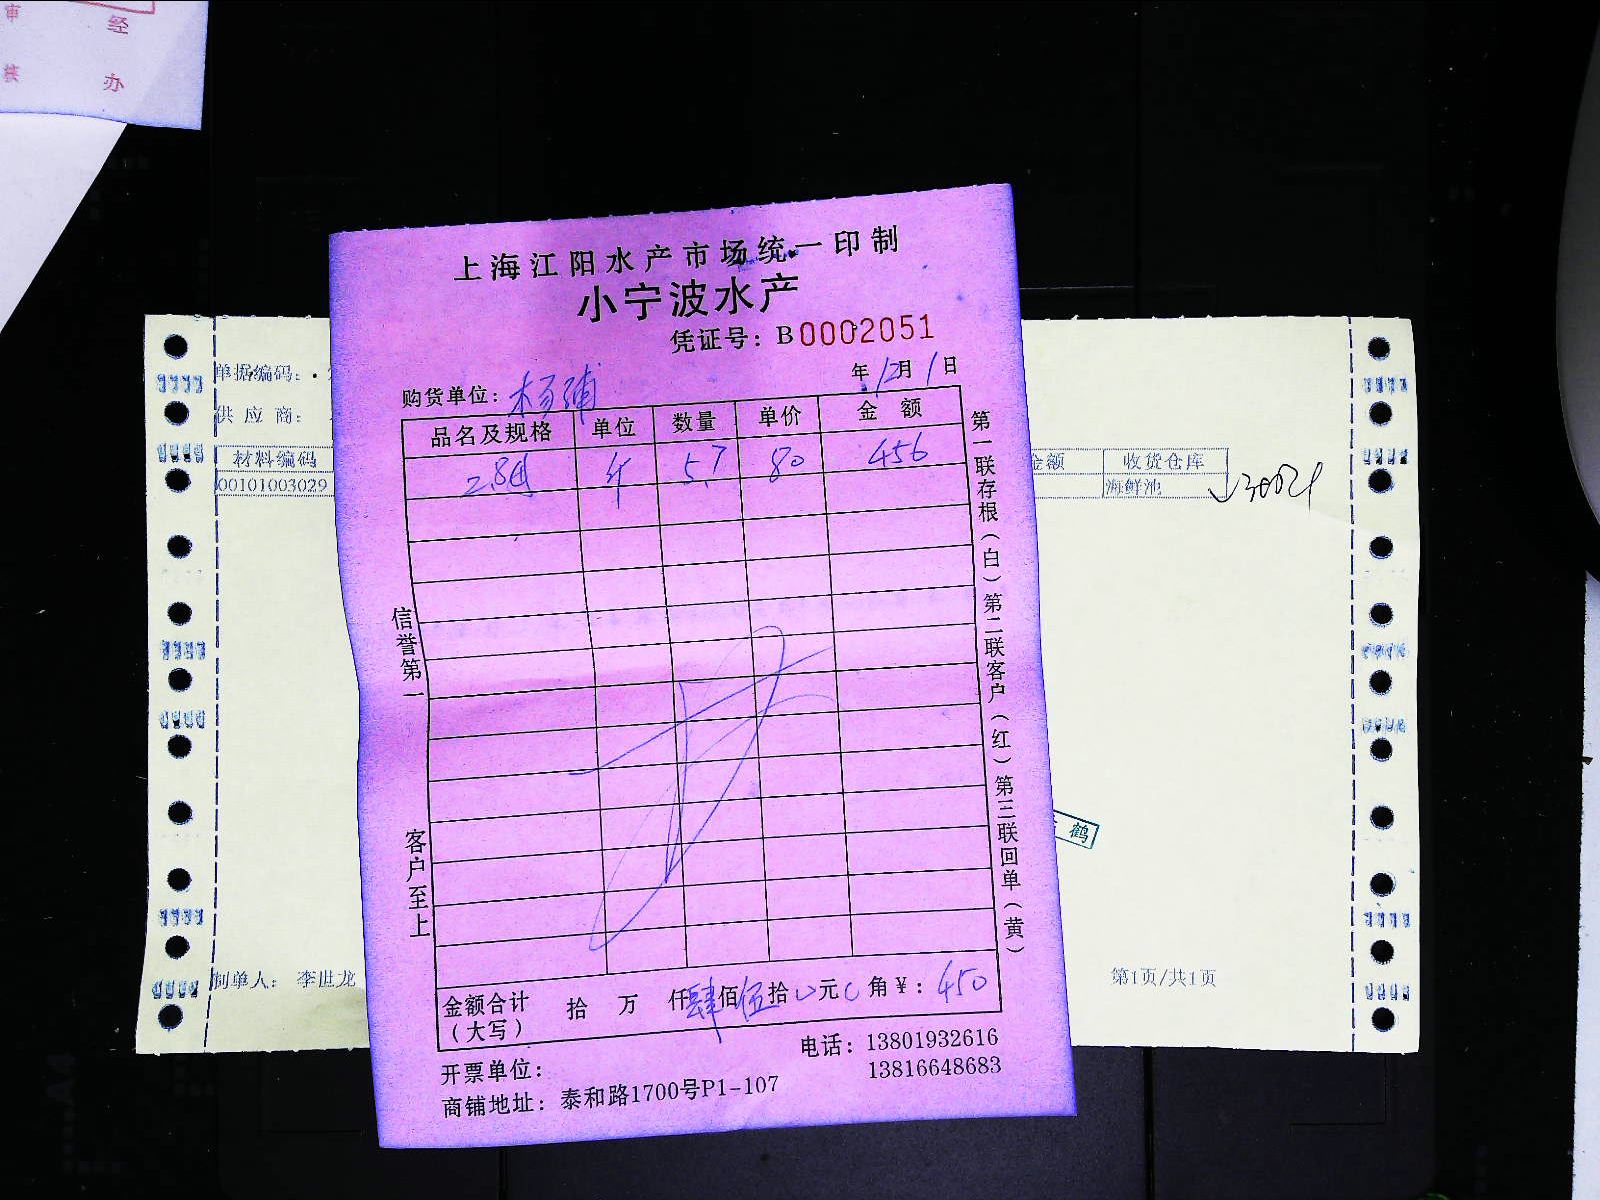 审 经
核 办
上海江阳水产市场统一印制
小宁波水产
凭证号：B0002051
年12月1日
购货单位：杨浦
品名及规格 单位 数量 单价 金 额
斤 5.7 80 456
信誉第一
客户至上
第一联存根（白）第二联客户（红）第三联回单（黄）
金额合计（大写） 拾 万 仟肆佰伍拾0元0角¥：450
开票单位：
电话：13801932616
13816648683
商铺地址：泰和路1700号P1-107
单据编码：
供 应 商：
材料编码
00101003029
金额 收货仓库
海鲜池
鹤
制单人： 李世龙
第1页/共1页